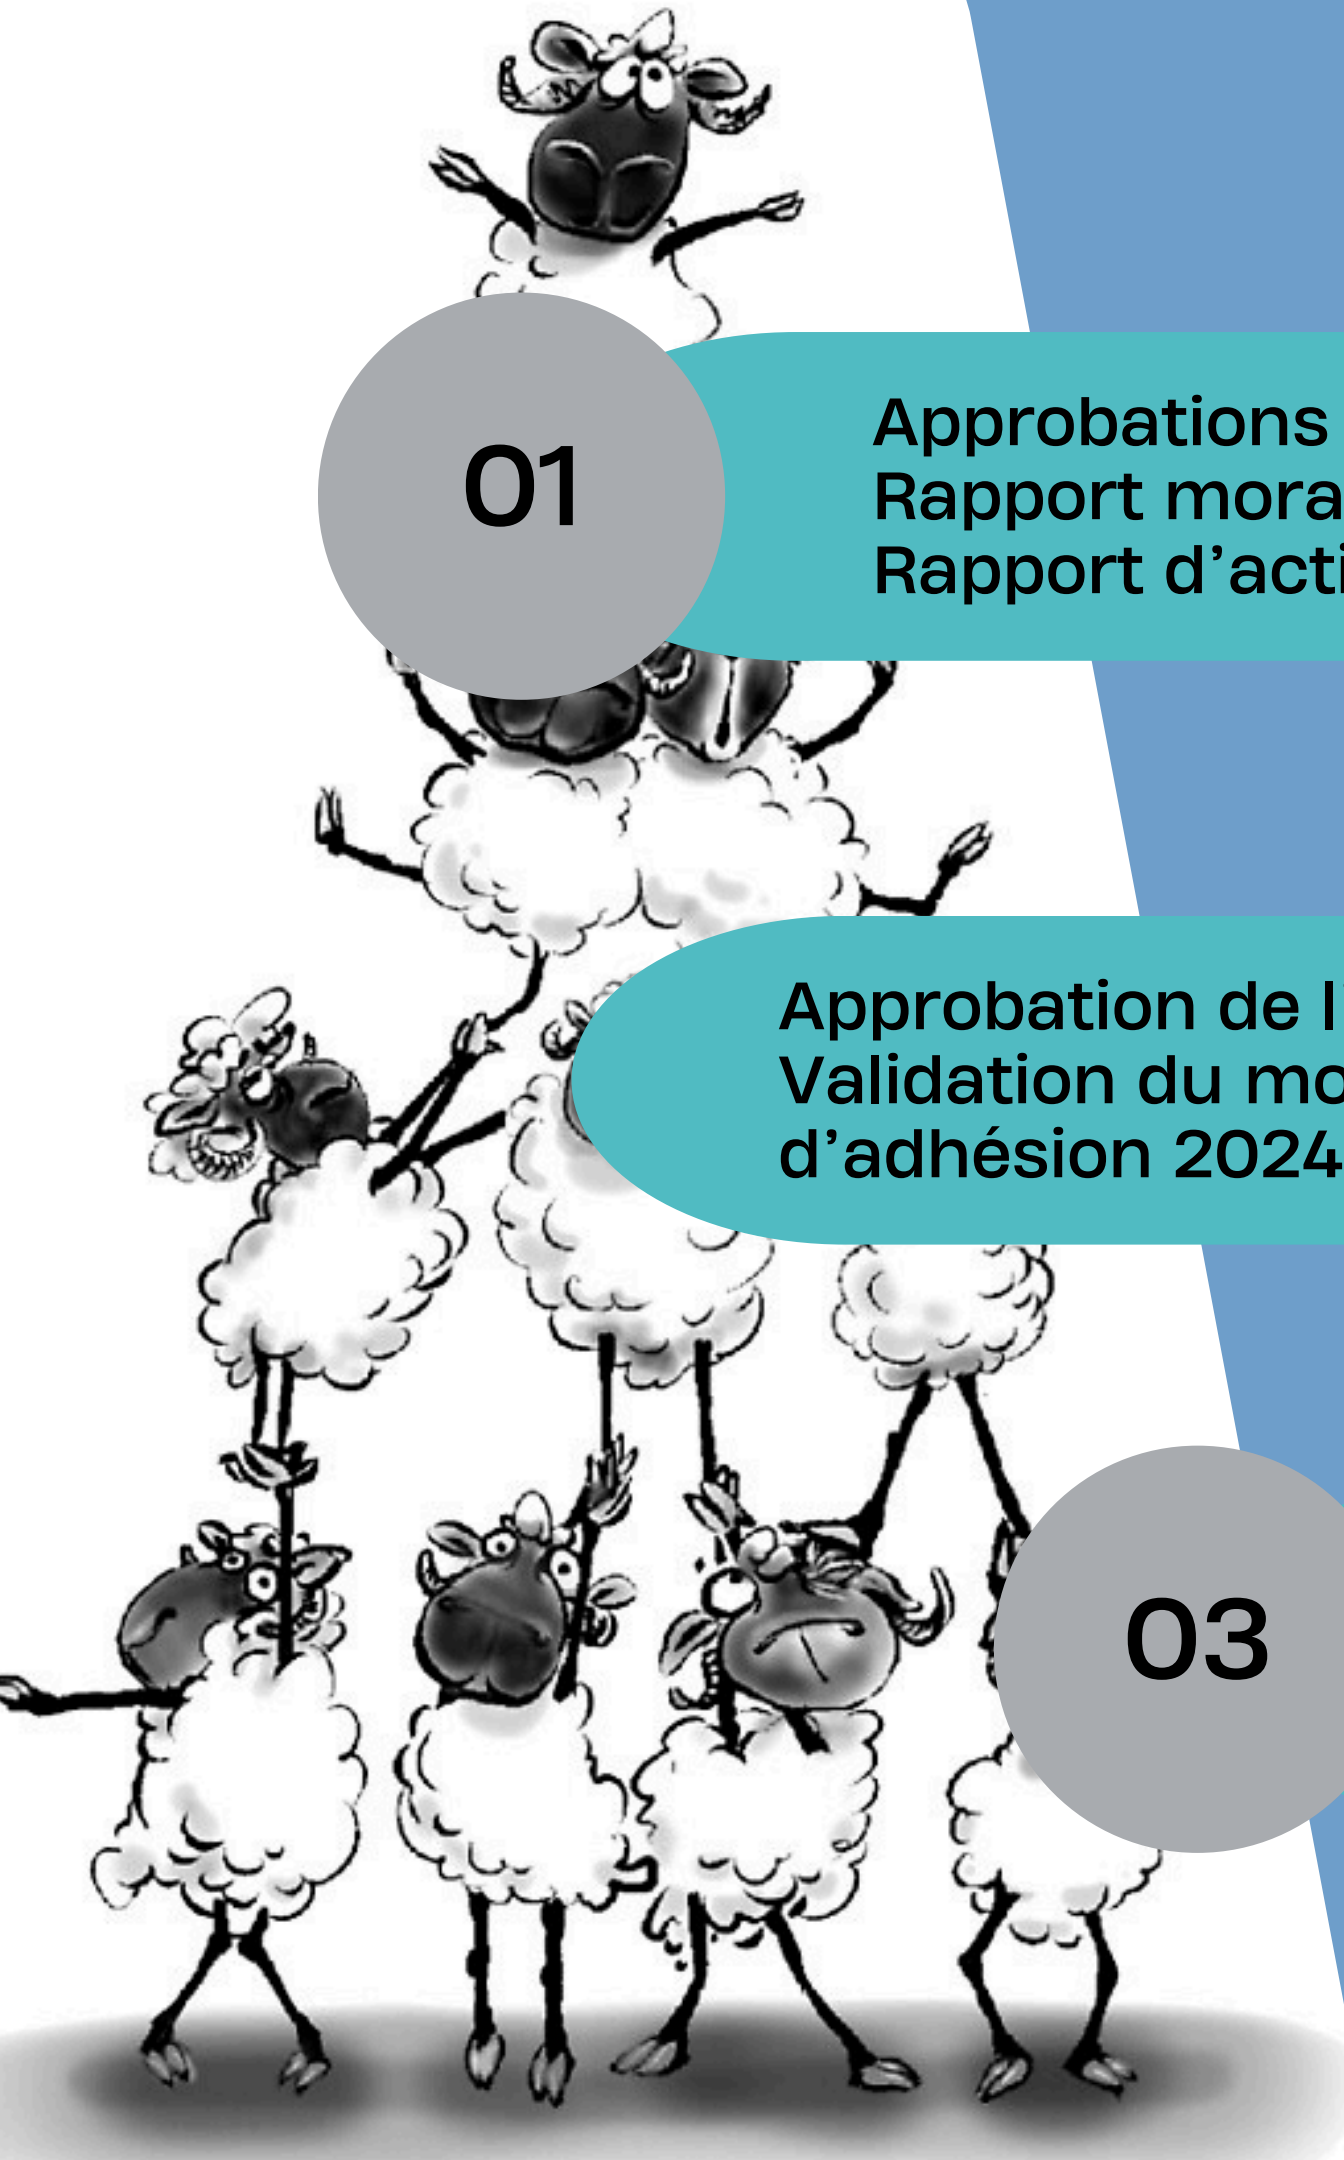 01
Approbations
Rapport mora
Rapport d’acti
Approbation de l’
Validation du mo
d’adhésion 2024
03